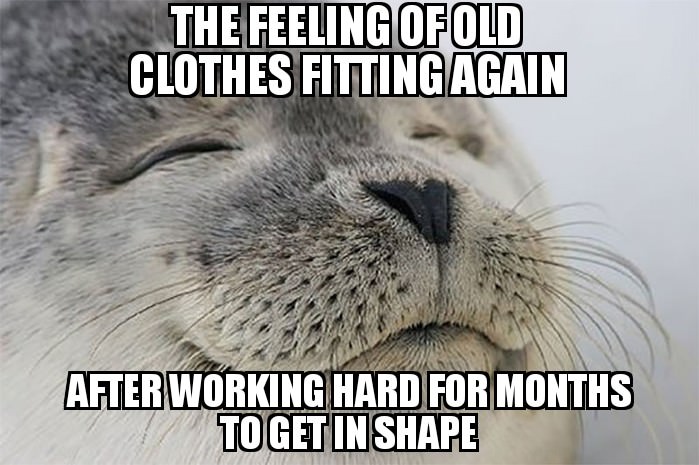 THE FEELING OF OLD
CLOTHES FITTING AGAIN
AFTER WORKING HARD FOR MONTHS
TO GET IN SHAPE